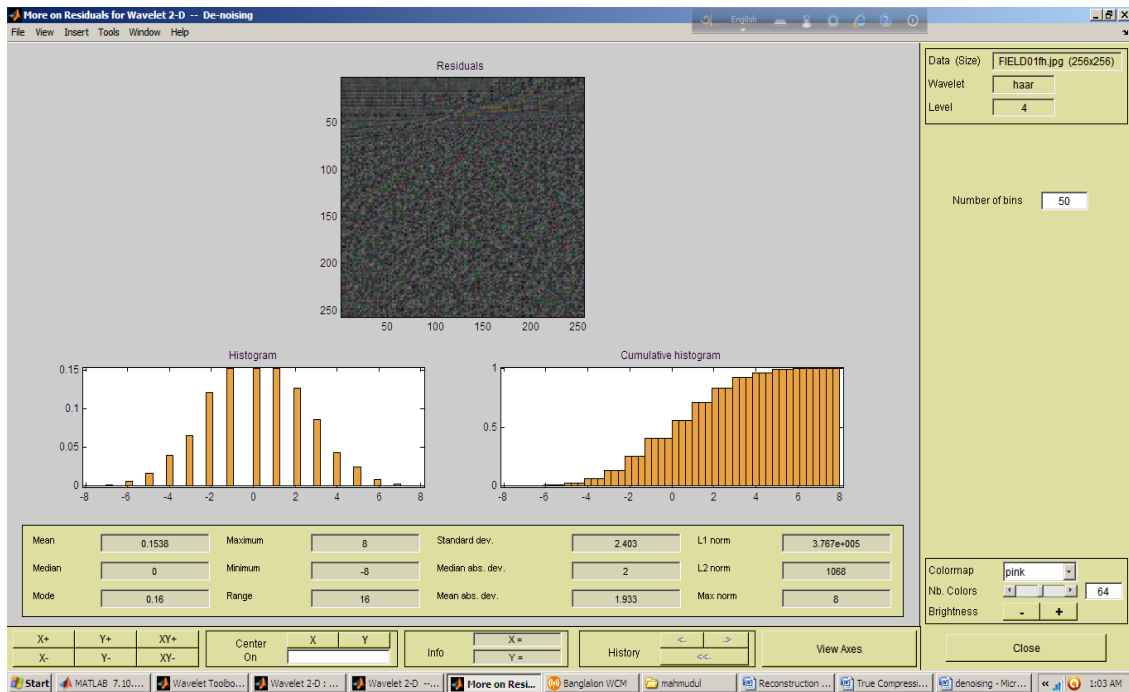 More on Residuals for Wavelet 2-D -- De-noising
English
File View Insert Tools Window Help
Data (Size) FIELD01fh.jpg (256x256)
Wavelet haar
Level 4
Number of bins 50
Residuals
50
100
150
200
250
50 100 150 200 250
Histogram
0.15
0.1
0.05
0
-8 -6 -4 -2 0 2 4 6 8
Cumulative histogram
1
0.5
0
-8 -6 -4 -2 0 2 4 6 8
Mean 0.1538 Maximum 8 Standard dev. 2.403 L1 norm 3.767e+005
Median 0 Minimum -8 Median abs. dev. 2 L2 norm 1068
Mode 0.16 Range 16 Mean abs. dev. 1.933 Max norm 8
Colormap pink
Nb. Colors 64
Brightness - +
X+ Y+ XY+
X- Y- XY-
Center On X Y
Info X = Y =
History <- -> <<-
View Axes
Close
Start MATLAB 7.10.... Wavelet Toolbo... Wavelet 2-D : ... Wavelet 2-D --... More on Resi... Banglalion WCM mahmudul Reconstruction ... True Compressi... denoising - Micr... « 1:03 AM